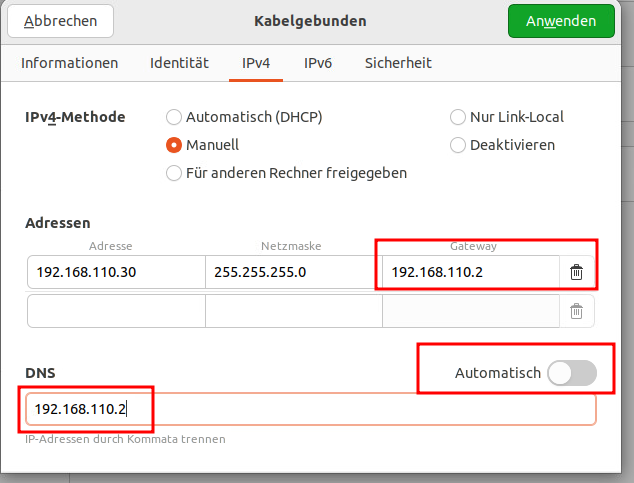 Abbrechen Kabelgebunden Anwenden
Informationen Identität IPv4 IPv6 Sicherheit
IPv4-Methode Automatisch (DHCP) Nur Link-Local
Manuell Deaktivieren
Für anderen Rechner freigegeben
Adressen
Adresse Netzmaske Gateway
192.168.110.30 255.255.255.0 192.168.110.2
DNS Automatisch
192.168.110.2
IP-Adressen durch Kommata trennen